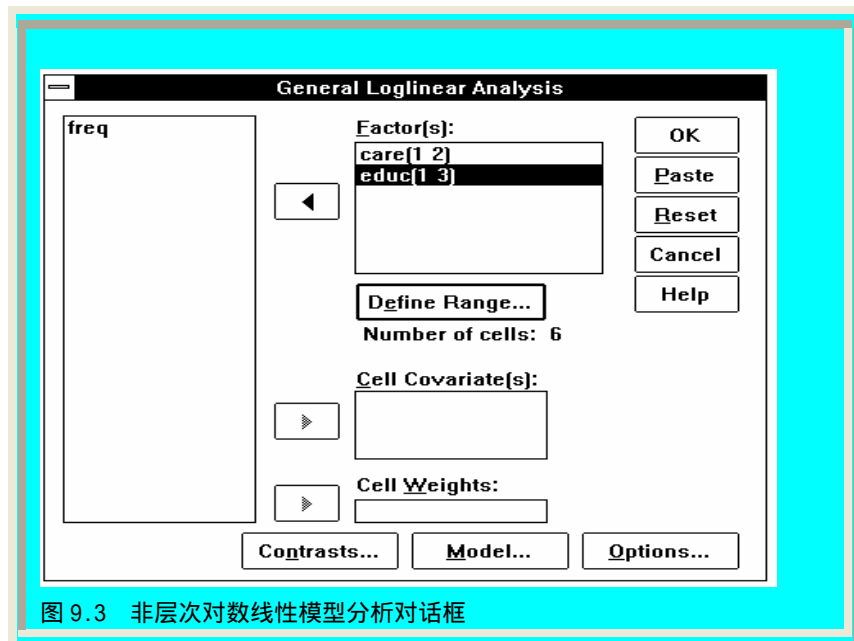 General Loglinear Analysis
freq
Factor(s):
care(1 2)
educ(1 3)
Define Range...
Number of cells: 6
Cell Covariate(s):
Cell Weights:
OK
Paste
Reset
Cancel
Help
Contrasts...
Model...
Options...
图 9.3 非层次对数线性模型分析对话框